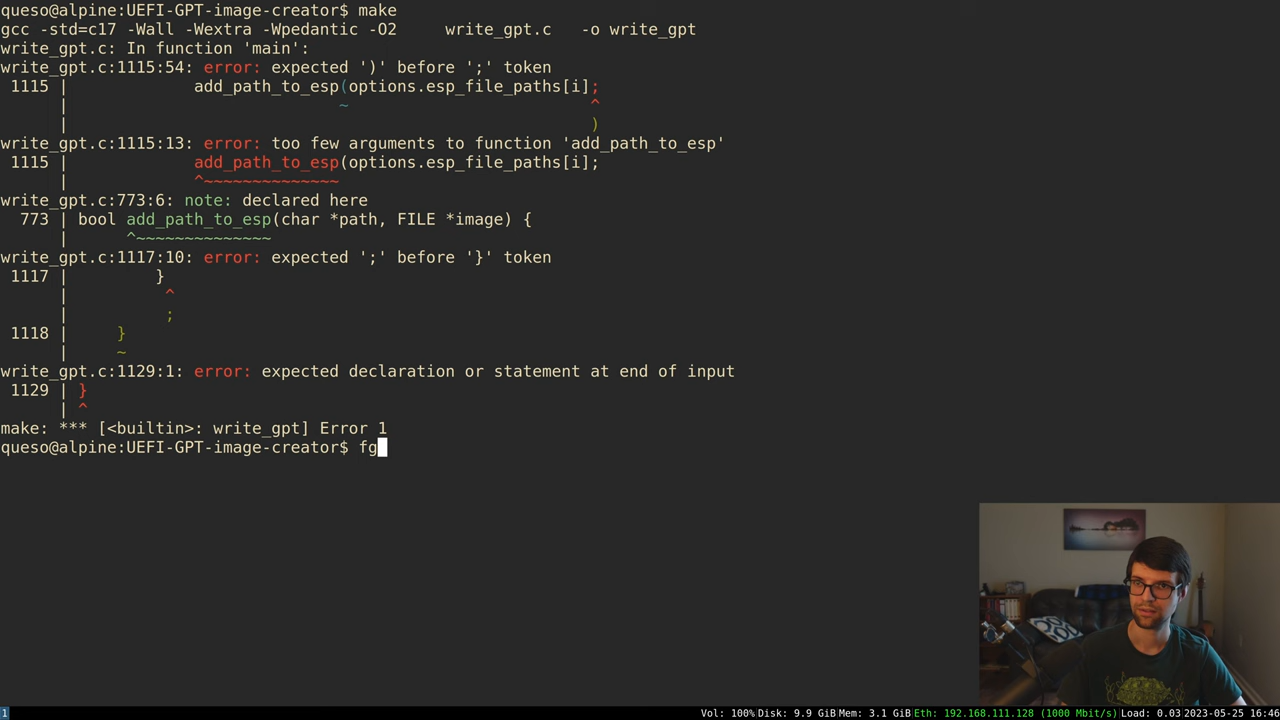 queso@alpine:UEFI-GPT-image-creator$ make
gcc -std=c17 -Wall -Wextra -Wpedantic -O2     write_gpt.c   -o write_gpt
write_gpt.c: In function 'main':
write_gpt.c:1115:54: error: expected ')' before ';' token
 1115 |             add_path_to_esp(options.esp_file_paths[i];
      |                            ~                         ^
      |                                                      )
write_gpt.c:1115:13: error: too few arguments to function 'add_path_to_esp'
 1115 |             add_path_to_esp(options.esp_file_paths[i];
      |             ^~~~~~~~~~~~~~~
write_gpt.c:773:6: note: declared here
  773 | bool add_path_to_esp(char *path, FILE *image) {
      |      ^~~~~~~~~~~~~~~
write_gpt.c:1117:10: error: expected ';' before '}' token
 1117 |         }
      |          ^
      |          ;
 1118 |     }
      |     ~
write_gpt.c:1129:1: error: expected declaration or statement at end of input
 1129 | }
      | ^
make: *** [<builtin>: write_gpt] Error 1
queso@alpine:UEFI-GPT-image-creator$ fg
1 Vol: 100% Disk: 9.9 GiB Mem: 3.1 GiB Eth: 192.168.111.128 (1000 Mbit/s) Load: 0.03 2023-05-25 16:46